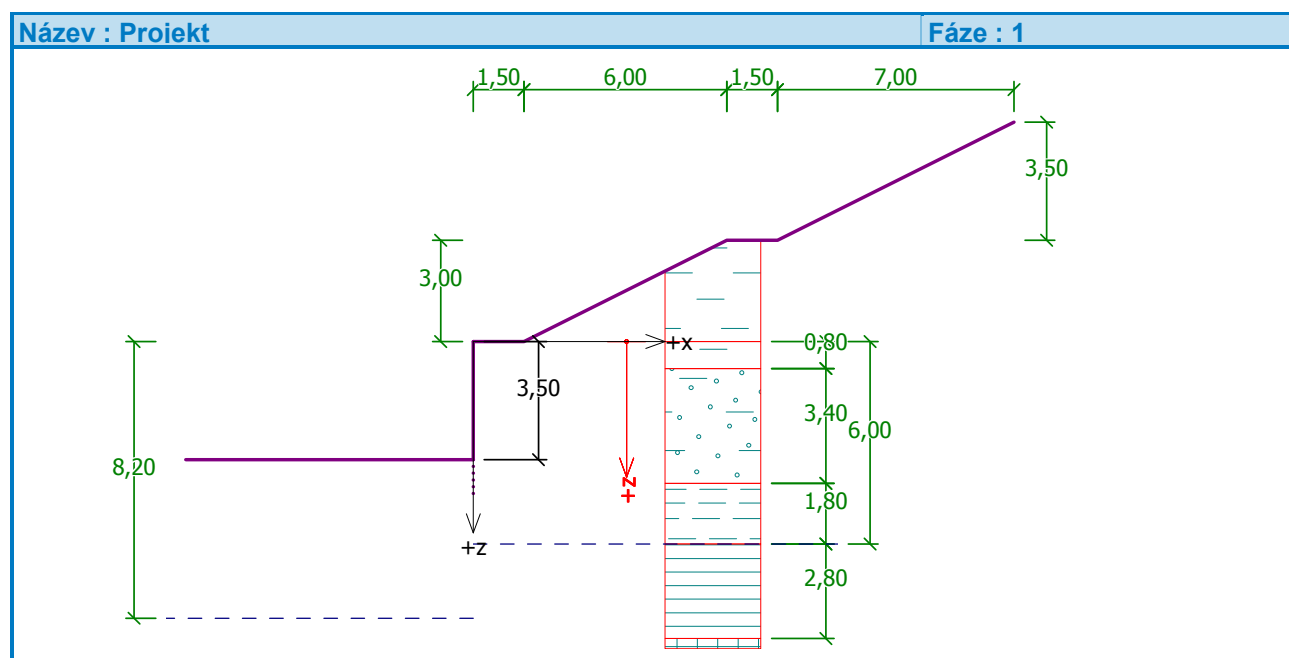 Název : Projekt Fáze : 1
1,50 6,00 1,50 7,00
3,50
3,00
+x 0,80
3,50
3,40
6,00
8,20
+z
1,80
+z
2,80